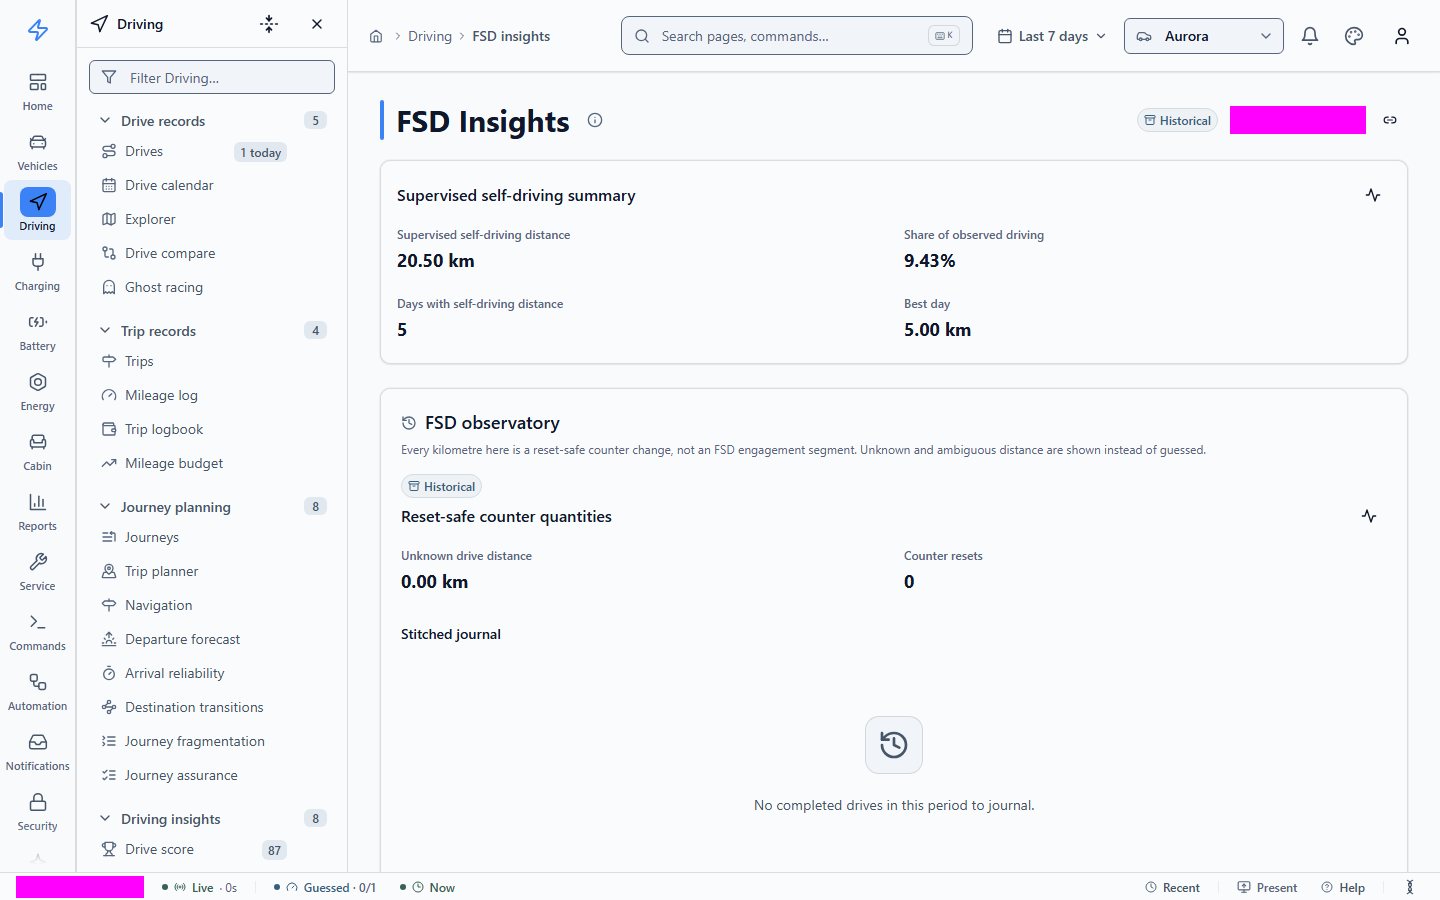 Home
Vehicles
Driving
Charging
Battery
Energy
Cabin
Reports
Service
Commands
Automation
Notifications
Security
Driving
Filter Driving...
Drive records 5
Drives 1 today
Drive calendar
Explorer
Drive compare
Ghost racing
Trip records 4
Trips
Mileage log
Trip logbook
Mileage budget
Journey planning 8
Journeys
Trip planner
Navigation
Departure forecast
Arrival reliability
Destination transitions
Journey fragmentation
Journey assurance
Driving insights 8
Drive score 87
Driving FSD insights
Search pages, commands... K
Last 7 days
Aurora
FSD Insights
Historical
Supervised self-driving summary
Supervised self-driving distance
20.50 km
Share of observed driving
9.43%
Days with self-driving distance
5
Best day
5.00 km
FSD observatory
Every kilometre here is a reset-safe counter change, not an FSD engagement segment. Unknown and ambiguous distance are shown instead of guessed.
Historical
Reset-safe counter quantities
Unknown drive distance
0.00 km
Counter resets
0
Stitched journal
No completed drives in this period to journal.
Live · 0s
Guessed · 0/1
Now
Recent
Present
Help